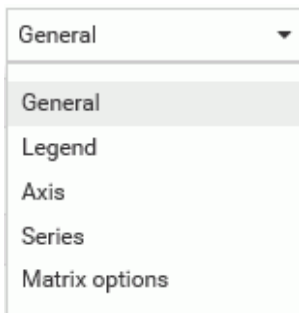 General
General
Legend
Axis
Series
Matrix options